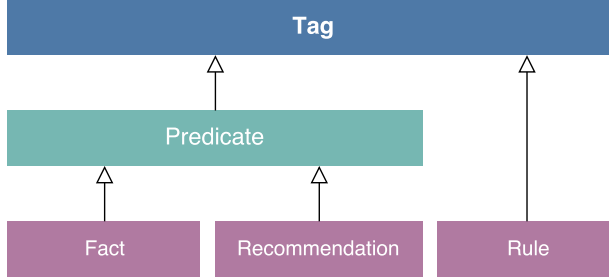 Tag
Predicate
Fact
Recommendation
Rule